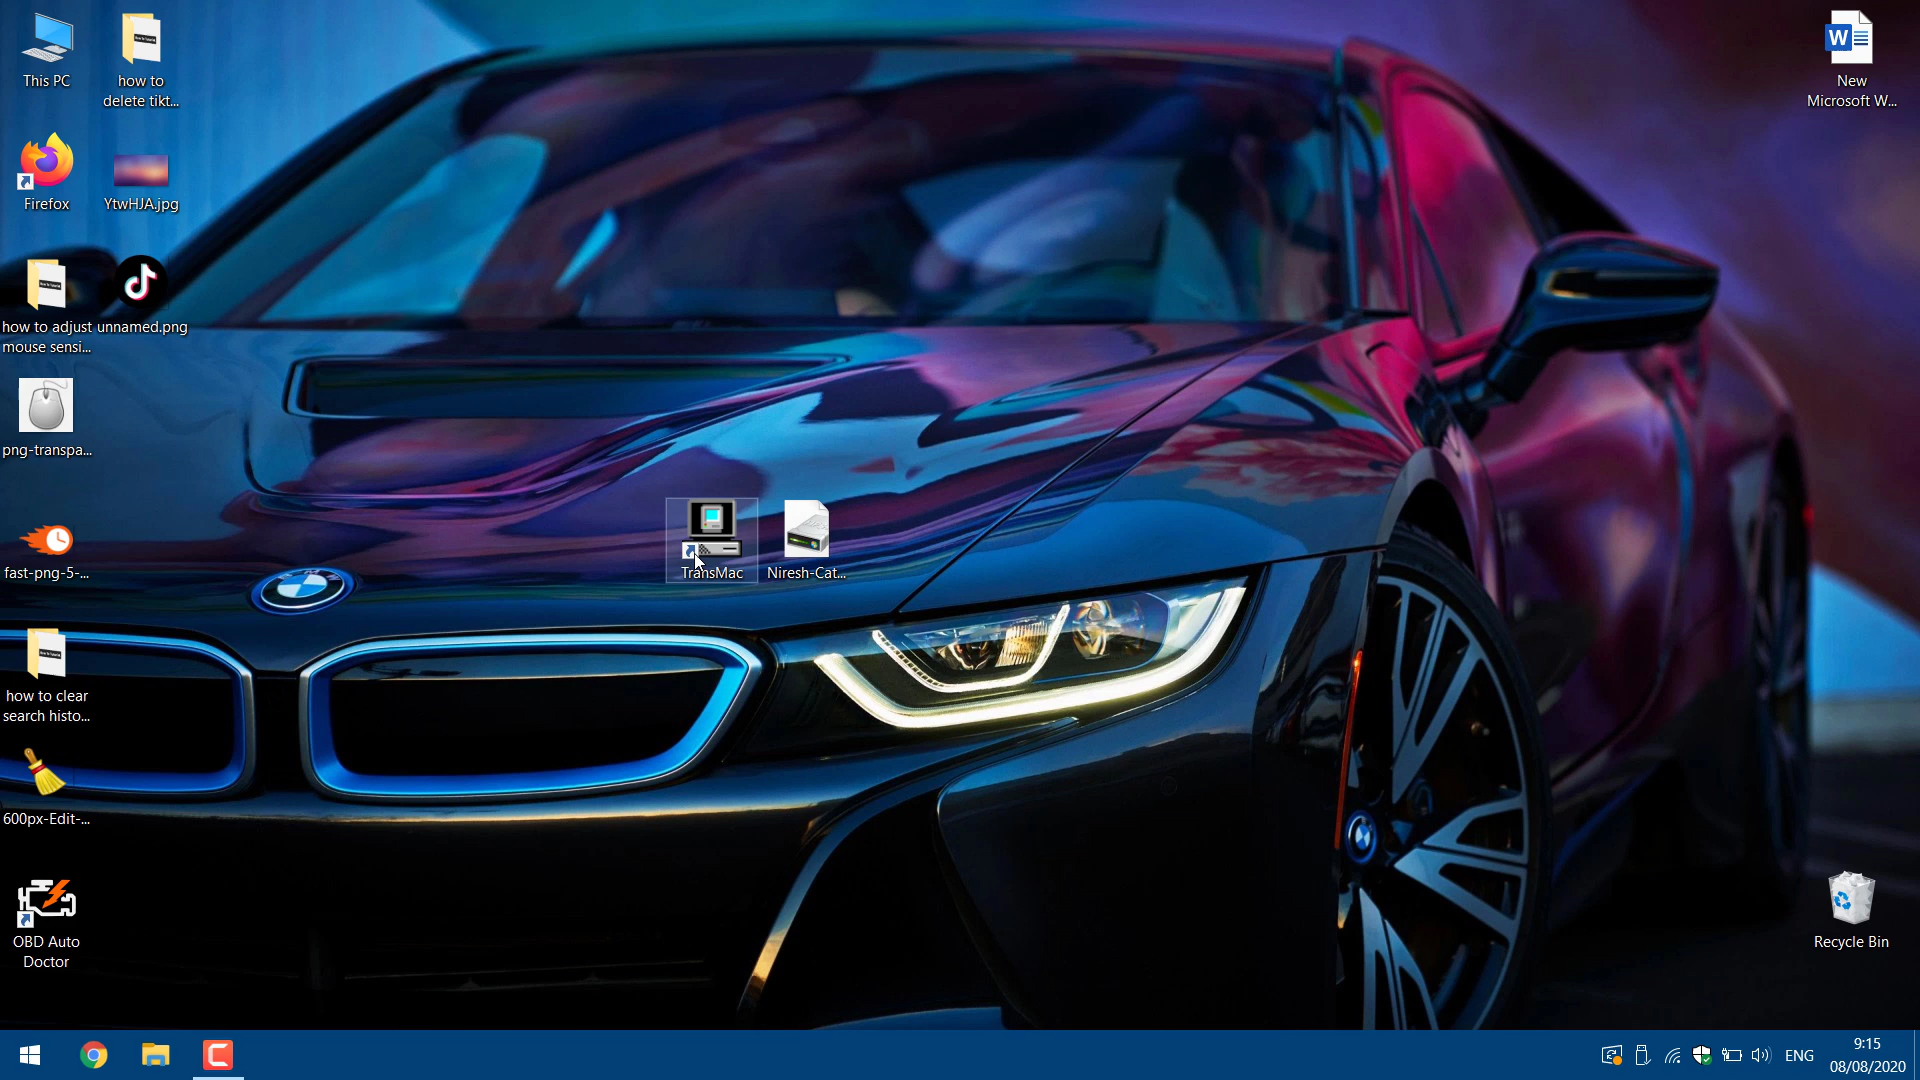 This PC
how to
delete tikt...
Firefox
YtwHJA.jpg
how to adjust
mouse sensi...
unnamed.png
png-transpa...
fast-png-5-...
how to clear
search histo...
600px-Edit-...
OBD Auto
Doctor
TransMac
Niresh-Cat...
New
Microsoft W...
Recycle Bin
ENG
9:15
08/08/2020